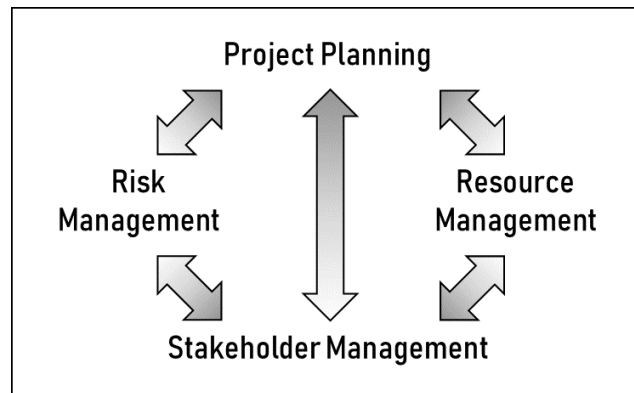 Project Planning
Risk
Management
Resource
Management
Stakeholder Management